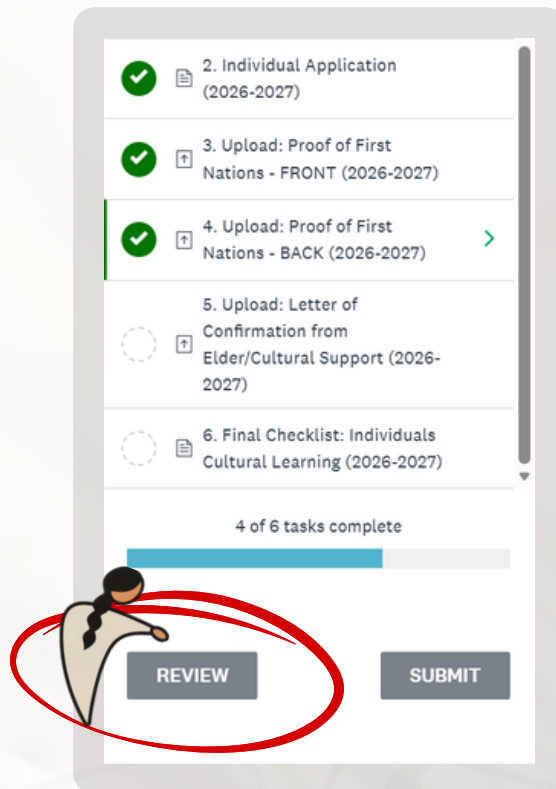 2. Individual Application
(2026-2027)
3. Upload: Proof of First
Nations - FRONT (2026-2027)
4. Upload: Proof of First
Nations - BACK (2026-2027)
5. Upload: Letter of
Confirmation from
Elder/Cultural Support (2026-
2027)
6. Final Checklist: Individuals
Cultural Learning (2026-2027)
4 of 6 tasks complete
REVIEW
SUBMIT